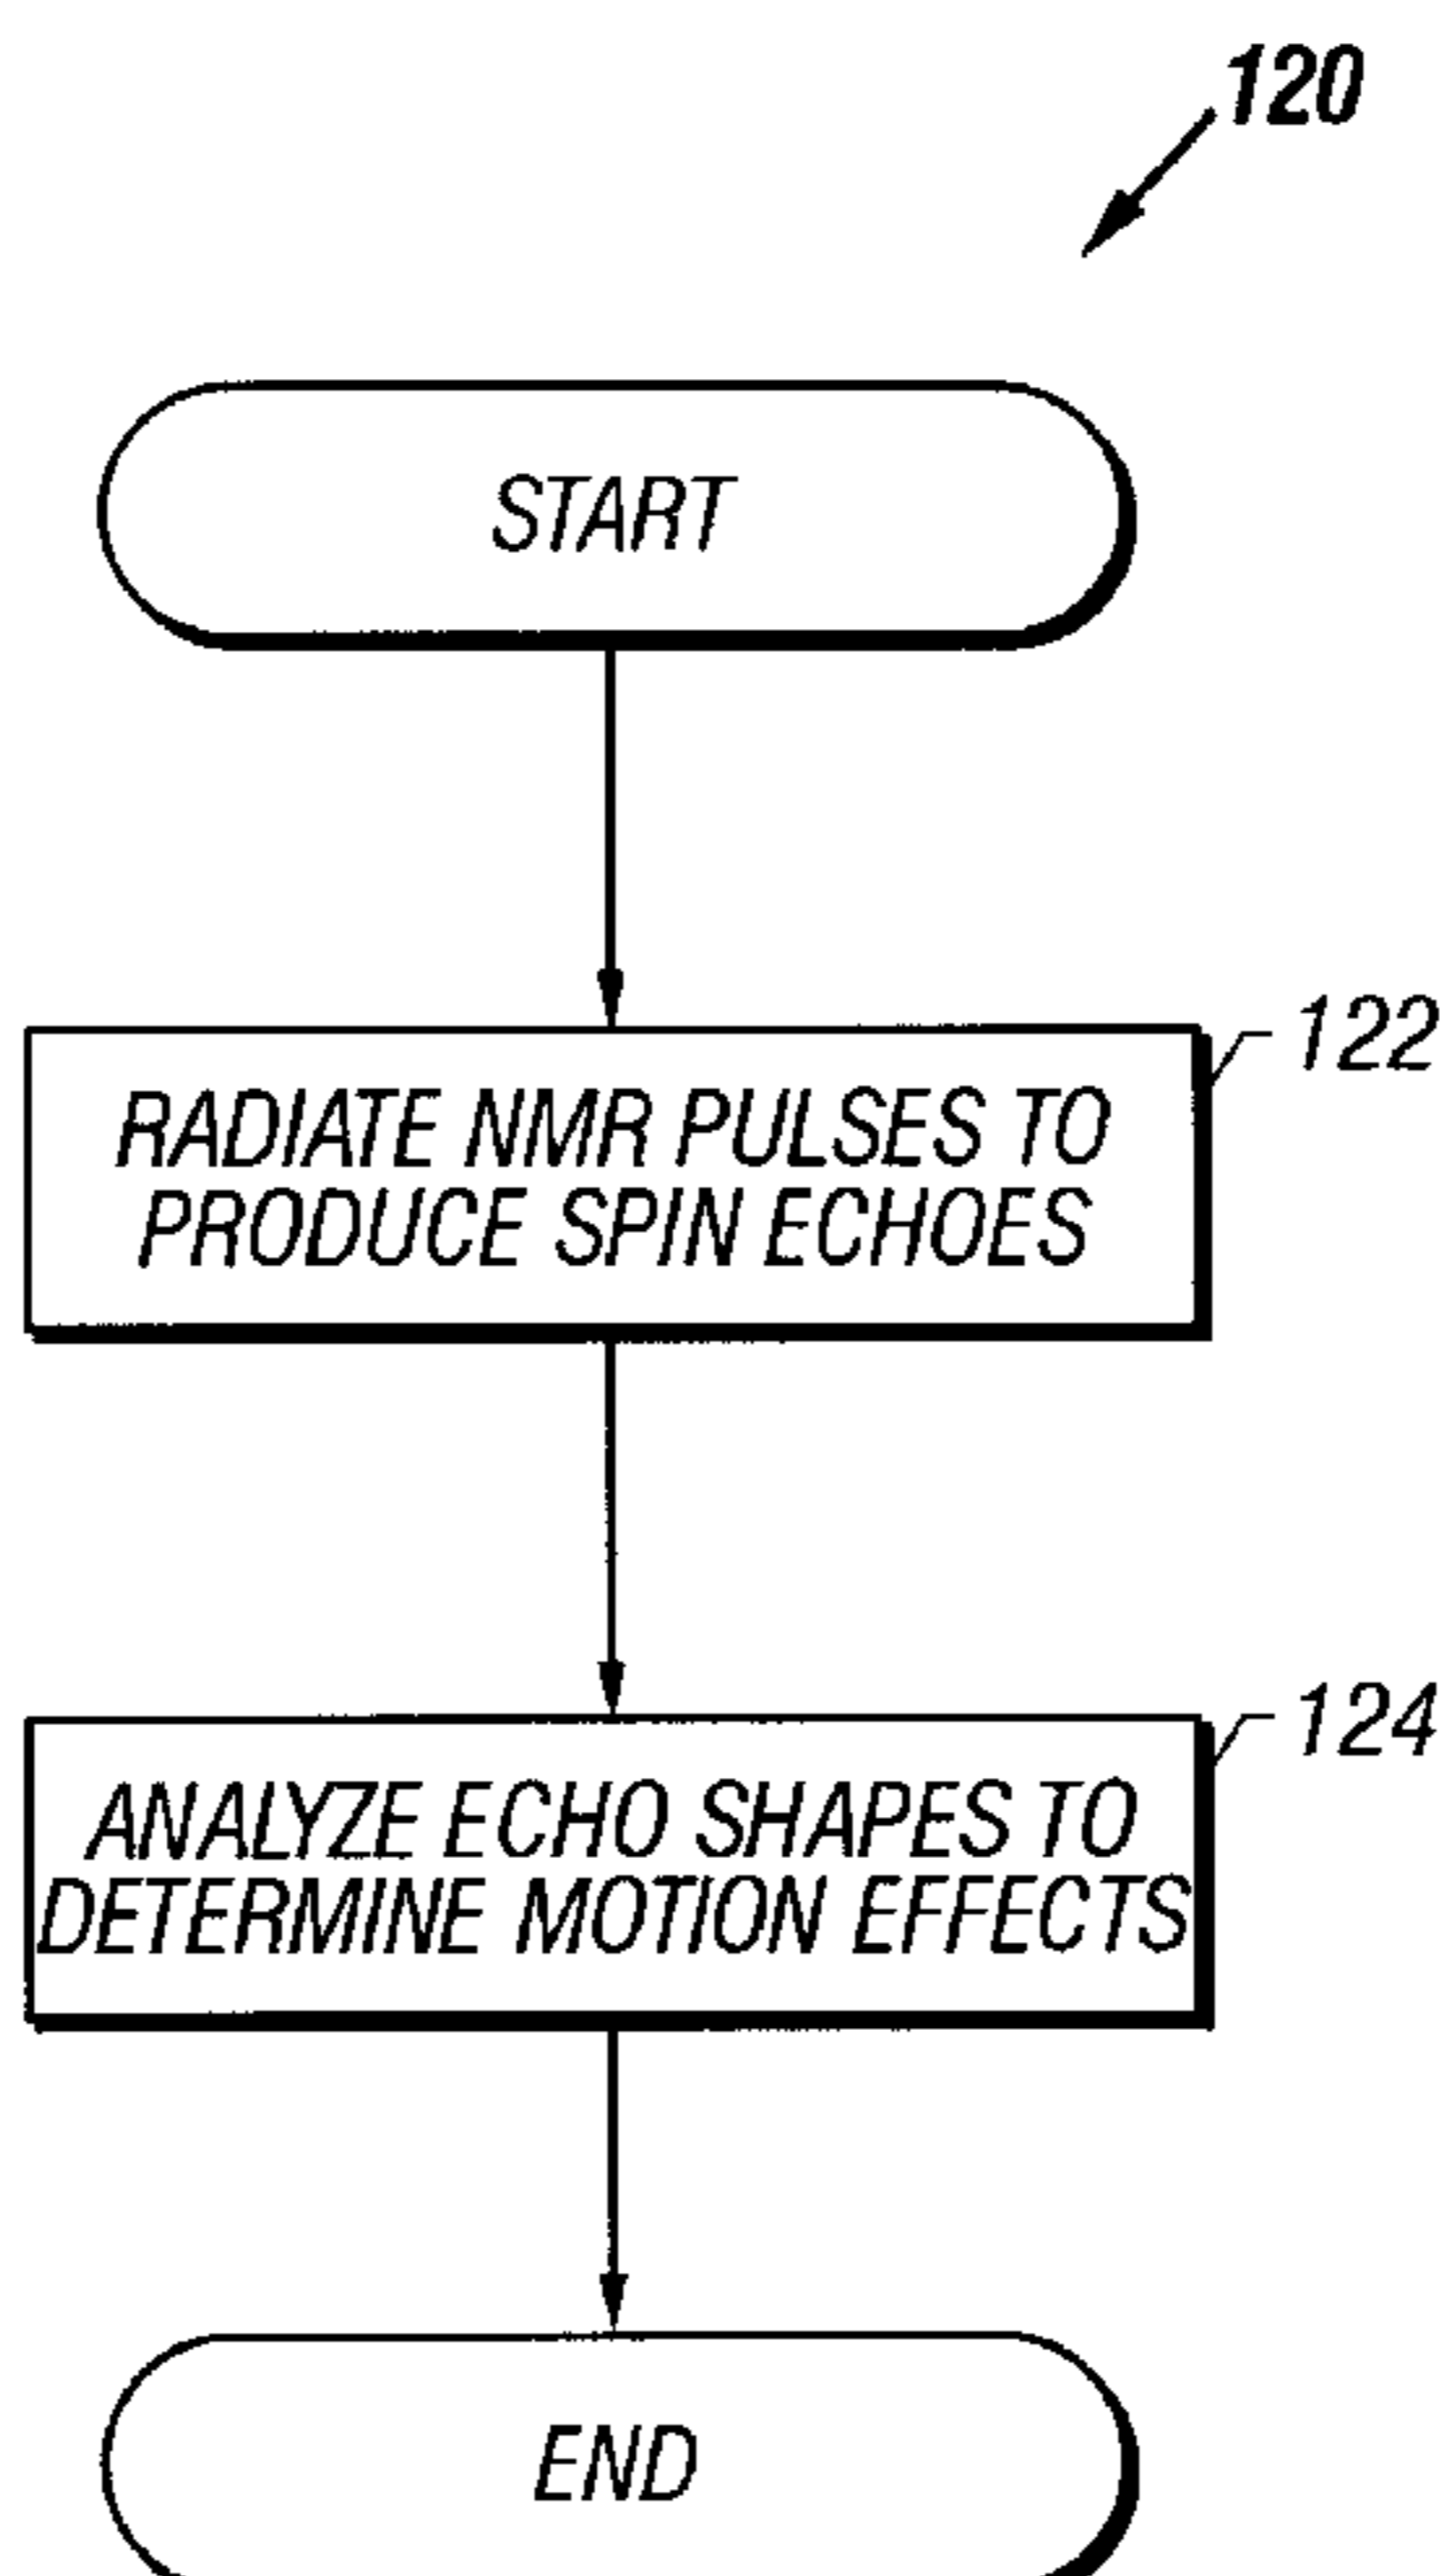 120
START
122
RADIATE NMR PULSES TO
PRODUCE SPIN ECHOES
124
ANALYZE ECHO SHAPES TO
DETERMINE MOTION EFFECTS
END